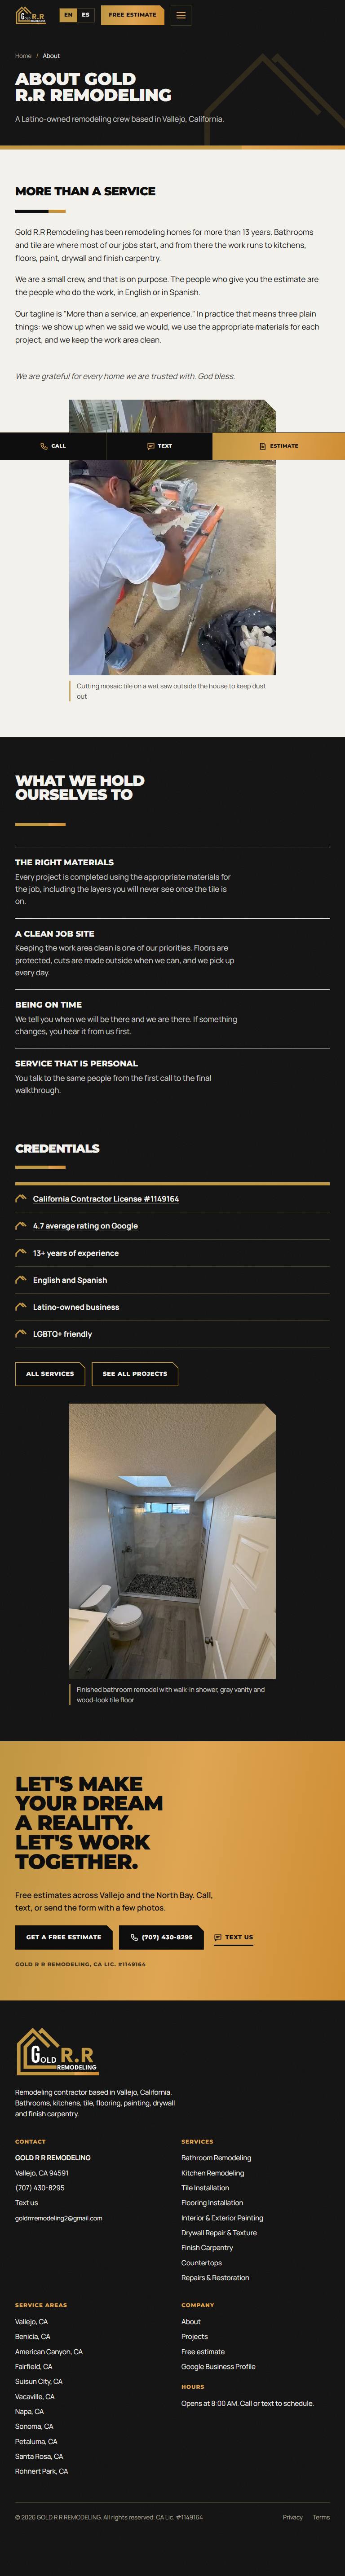 GOLD R.R REMODELING
EN ES
FREE ESTIMATE
Home / About
ABOUT GOLD
R.R REMODELING
A Latino-owned remodeling crew based in Vallejo, California.
MORE THAN A SERVICE
Gold R.R Remodeling has been remodeling homes for more than 13 years. Bathrooms
and tile are where most of our jobs start, and from there the work runs to kitchens,
floors, paint, drywall and finish carpentry.
We are a small crew, and that is on purpose. The people who give you the estimate are
the people who do the work, in English or in Spanish.
Our tagline is "More than a service, an experience." In practice that means three plain
things: we show up when we said we would, we use the appropriate materials for each
project, and we keep the work area clean.
We are grateful for every home we are trusted with. God bless.
CALL
TEXT
ESTIMATE
Cutting mosaic tile on a wet saw outside the house to keep dust
out
WHAT WE HOLD
OURSELVES TO
THE RIGHT MATERIALS
Every project is completed using the appropriate materials for
the job, including the layers you will never see once the tile is
on.
A CLEAN JOB SITE
Keeping the work area clean is one of our priorities. Floors are
protected, cuts are made outside when we can, and we pick up
every day.
BEING ON TIME
We tell you when we will be there and we are there. If something
changes, you hear it from us first.
SERVICE THAT IS PERSONAL
You talk to the same people from the first call to the final
walkthrough.
CREDENTIALS
California Contractor License #1149164
4.7 average rating on Google
13+ years of experience
English and Spanish
Latino-owned business
LGBTQ+ friendly
ALL SERVICES
SEE ALL PROJECTS
Finished bathroom remodel with walk-in shower, gray vanity and
wood-look tile floor
LET'S MAKE
YOUR DREAM
A REALITY.
LET'S WORK
TOGETHER.
Free estimates across Vallejo and the North Bay. Call,
text, or send the form with a few photos.
GET A FREE ESTIMATE
(707) 430-8295
TEXT US
GOLD R R REMODELING, CA LIC. #1149164
GOLD R.R
REMODELING
Remodeling contractor based in Vallejo, California.
Bathrooms, kitchens, tile, flooring, painting, drywall
and finish carpentry.
CONTACT
GOLD R R REMODELING
Vallejo, CA 94591
(707) 430-8295
Text us
goldrrremodeling2@gmail.com
SERVICES
Bathroom Remodeling
Kitchen Remodeling
Tile Installation
Flooring Installation
Interior & Exterior Painting
Drywall Repair & Texture
Finish Carpentry
Countertops
Repairs & Restoration
SERVICE AREAS
Vallejo, CA
Benicia, CA
American Canyon, CA
Fairfield, CA
Suisun City, CA
Vacaville, CA
Napa, CA
Sonoma, CA
Petaluma, CA
Santa Rosa, CA
Rohnert Park, CA
COMPANY
About
Projects
Free estimate
Google Business Profile
HOURS
Opens at 8:00 AM. Call or text to schedule.
© 2026 GOLD R R REMODELING. All rights reserved. CA Lic. #1149164
Privacy Terms